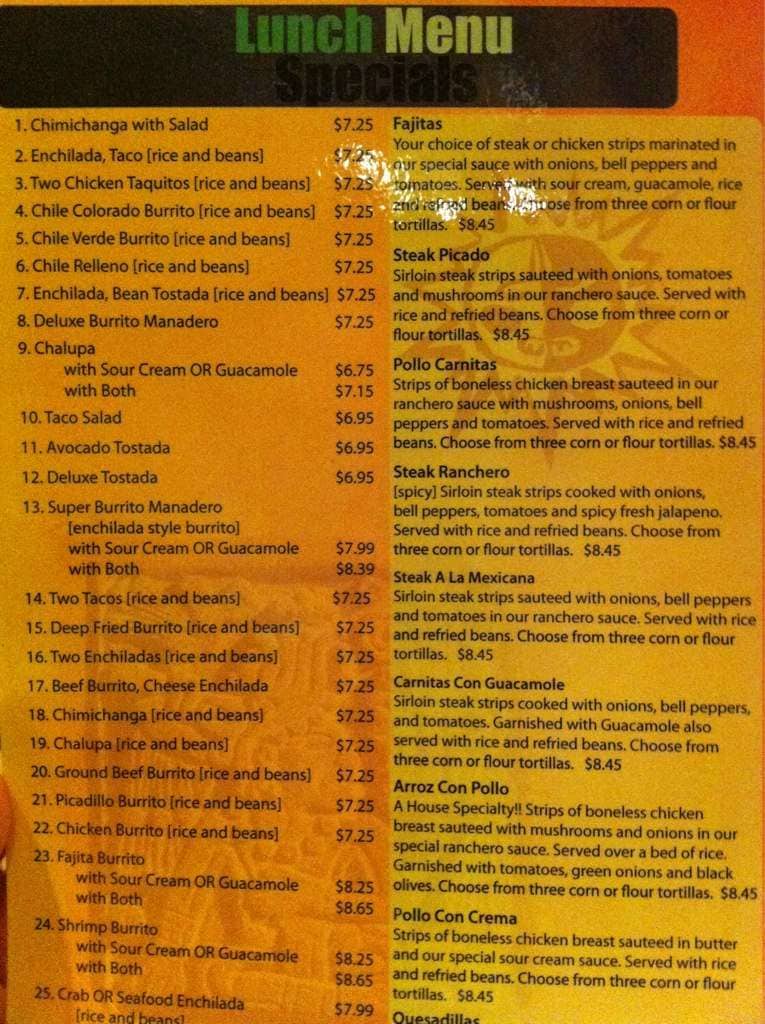 Lunch Menu
Specials
1. Chimichanga with Salad $7.25
2. Enchilada, Taco [rice and beans] $7.25
3. Two Chicken Taquitos [rice and beans] $7.25
4. Chile Colorado Burrito [rice and beans] $7.25
5. Chile Verde Burrito [rice and beans] $7.25
6. Chile Relleno [rice and beans] $7.25
7. Enchilada, Bean Tostada [rice and beans] $7.25
8. Deluxe Burrito Manadero $7.25
9. Chalupa
with Sour Cream OR Guacamole $6.75
with Both $7.15
10. Taco Salad $6.95
11. Avocado Tostada $6.95
12. Deluxe Tostada $6.95
13. Super Burrito Manadero
[enchilada style burrito]
with Sour Cream OR Guacamole $7.99
with Both $8.39
14. Two Tacos [rice and beans] $7.25
15. Deep Fried Burrito [rice and beans] $7.25
16. Two Enchiladas [rice and beans] $7.25
17. Beef Burrito, Cheese Enchilada $7.25
18. Chimichanga [rice and beans] $7.25
19. Chalupa [rice and beans] $7.25
20. Ground Beef Burrito [rice and beans] $7.25
21. Picadillo Burrito [rice and beans] $7.25
22. Chicken Burrito [rice and beans] $7.25
23. Fajita Burrito
with Sour Cream OR Guacamole $8.25
with Both $8.65
24. Shrimp Burrito
with Sour Cream OR Guacamole $8.25
with Both $8.65
25. Crab OR Seafood Enchilada $7.99
[rice and beans]
Fajitas
Your choice of steak or chicken strips marinated in
our special sauce with onions, bell peppers and
tomatoes. Served with sour cream, guacamole, rice
and refried beans. Choose from three corn or flour
tortillas. $8.45
Steak Picado
Sirloin steak strips sauteed with onions, tomatoes
and mushrooms in our ranchero sauce. Served with
rice and refried beans. Choose from three corn or
flour tortillas. $8.45
Pollo Carnitas
Strips of boneless chicken breast sauteed in our
ranchero sauce with mushrooms, onions, bell
peppers and tomatoes. Served with rice and refried
beans. Choose from three corn or flour tortillas. $8.45
Steak Ranchero
[spicy] Sirloin steak strips cooked with onions,
bell peppers, tomatoes and spicy fresh jalapeno.
Served with rice and refried beans. Choose from
three corn or flour tortillas. $8.45
Steak A La Mexicana
Sirloin steak strips sauteed with onions, bell peppers
and tomatoes in our ranchero sauce. Served with rice
and refried beans. Choose from three corn or flour
tortillas. $8.45
Carnitas Con Guacamole
Sirloin steak strips cooked with onions, bell peppers,
and tomatoes. Garnished with Guacamole also
served with rice and refried beans. Choose from
three corn or flour tortillas. $8.45
Arroz Con Pollo
A House Specialty!! Strips of boneless chicken
breast sauteed with mushrooms and onions in our
special ranchero sauce. Served over a bed of rice.
Garnished with tomatoes, green onions and black
olives. Choose from three corn or flour tortillas. $8.45
Pollo Con Crema
Strips of boneless chicken breast sauteed in butter
and our special sour cream sauce. Served with rice
and refried beans. Choose from three corn or flour
tortillas. $8.45
Quesadillas